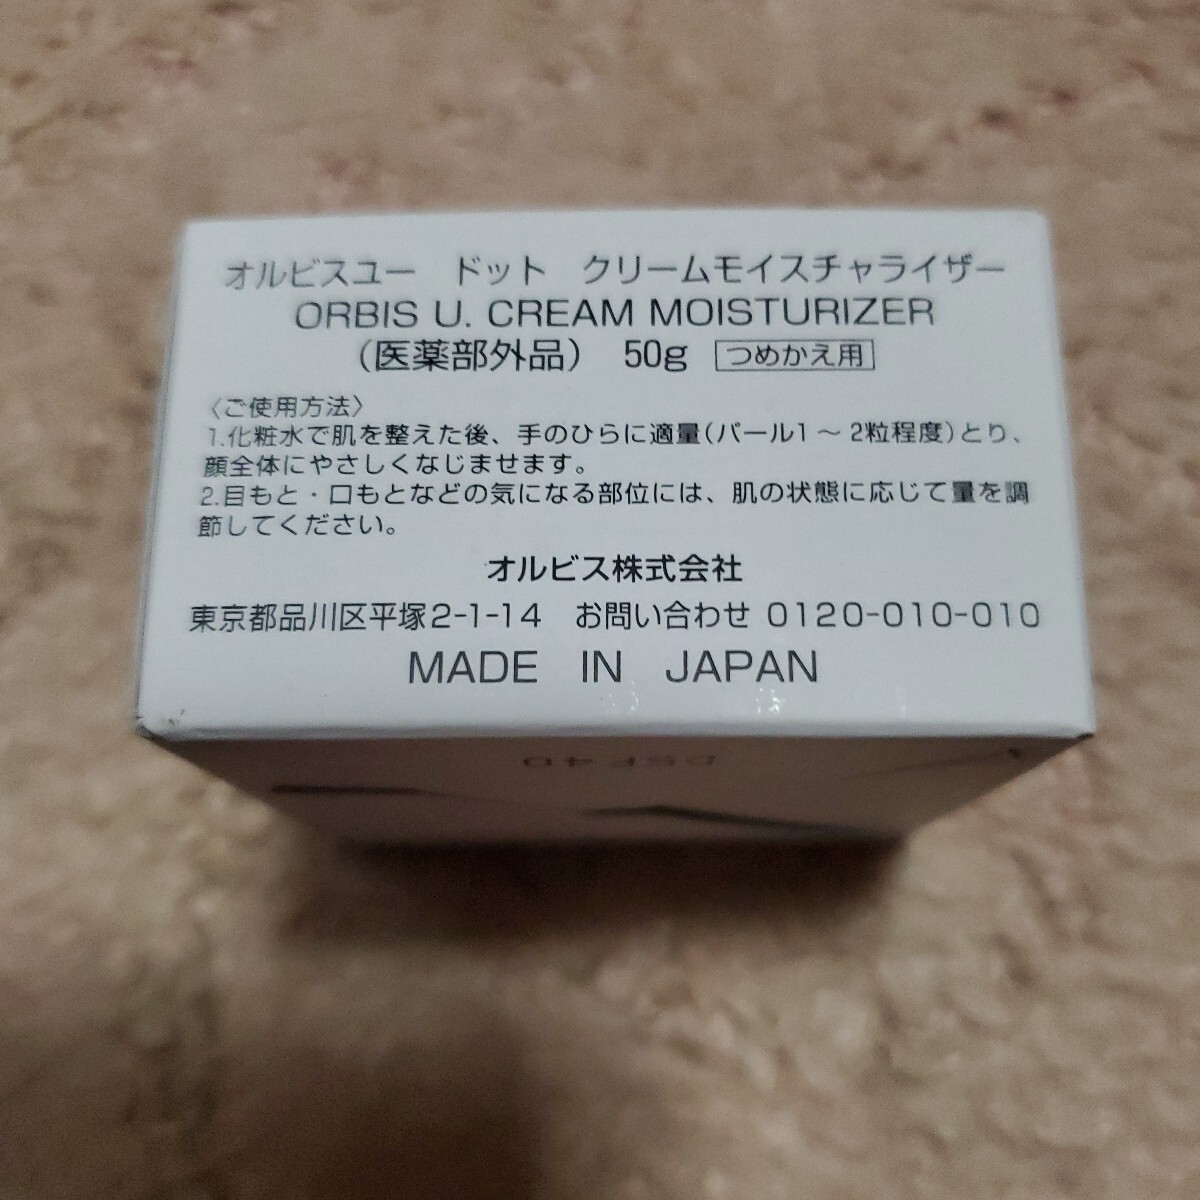 オルビスユー　ドット　クリームモイスチャライザー
ORBIS U. CREAM MOISTURIZER
（医薬部外品）　50g　つめかえ用
〈ご使用方法〉
1.化粧水で肌を整えた後、手のひらに適量（パール1～2粒程度）とり、
顔全体にやさしくなじませます。
2.目もと・口もとなどの気になる部位には、肌の状態に応じて量を調
節してください。
オルビス株式会社
東京都品川区平塚2-1-14　お問い合わせ 0120-010-010
MADE IN JAPAN